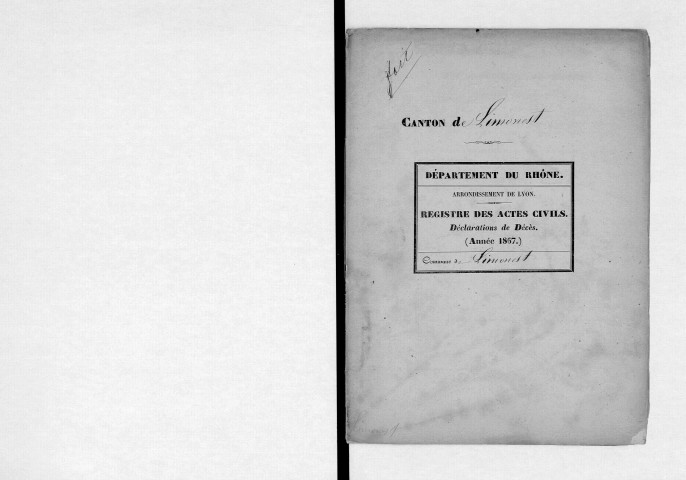 fait
CANTON de Limonest
DÉPARTEMENT DU RHÔNE.
ARRONDISSEMENT DE LYON.
REGISTRE DES ACTES CIVILS.
Déclarations de Décès.
(Année 1867.)
Commune de Limonest